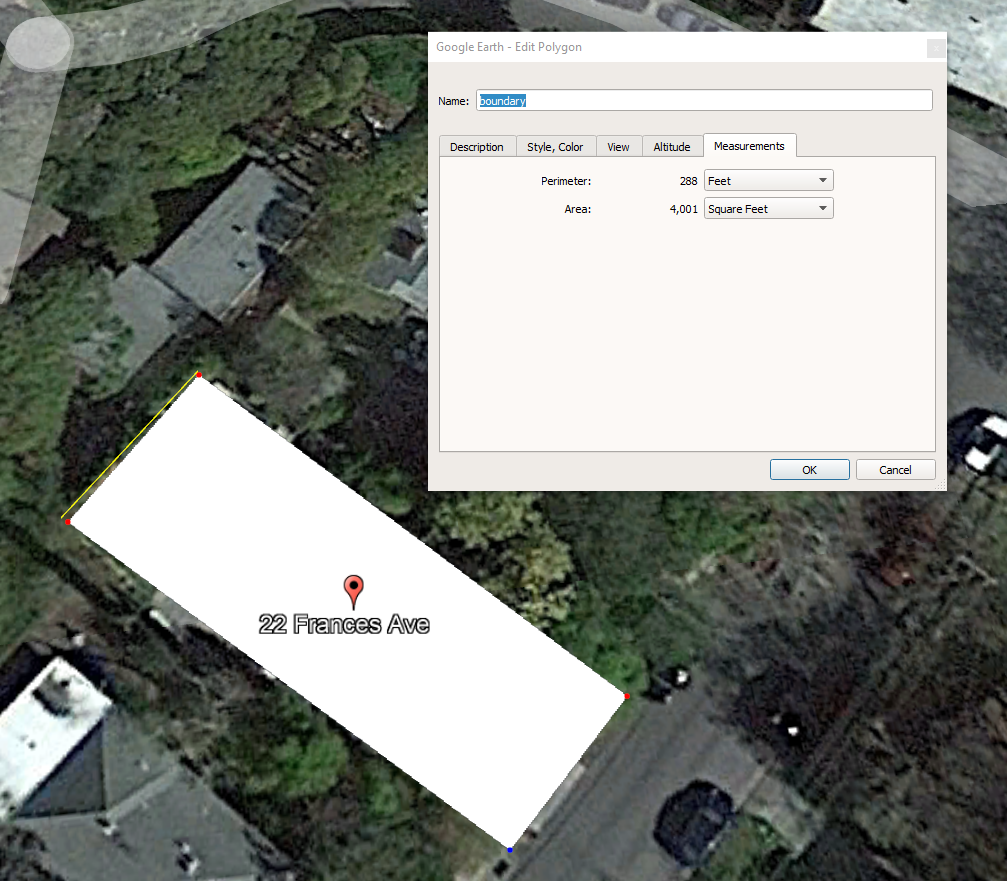 Google Earth - Edit Polygon
Name: boundary
Description Style, Color View Altitude Measurements
Perimeter: 288 Feet
Area: 4,001 Square Feet
OK Cancel
22 Frances Ave